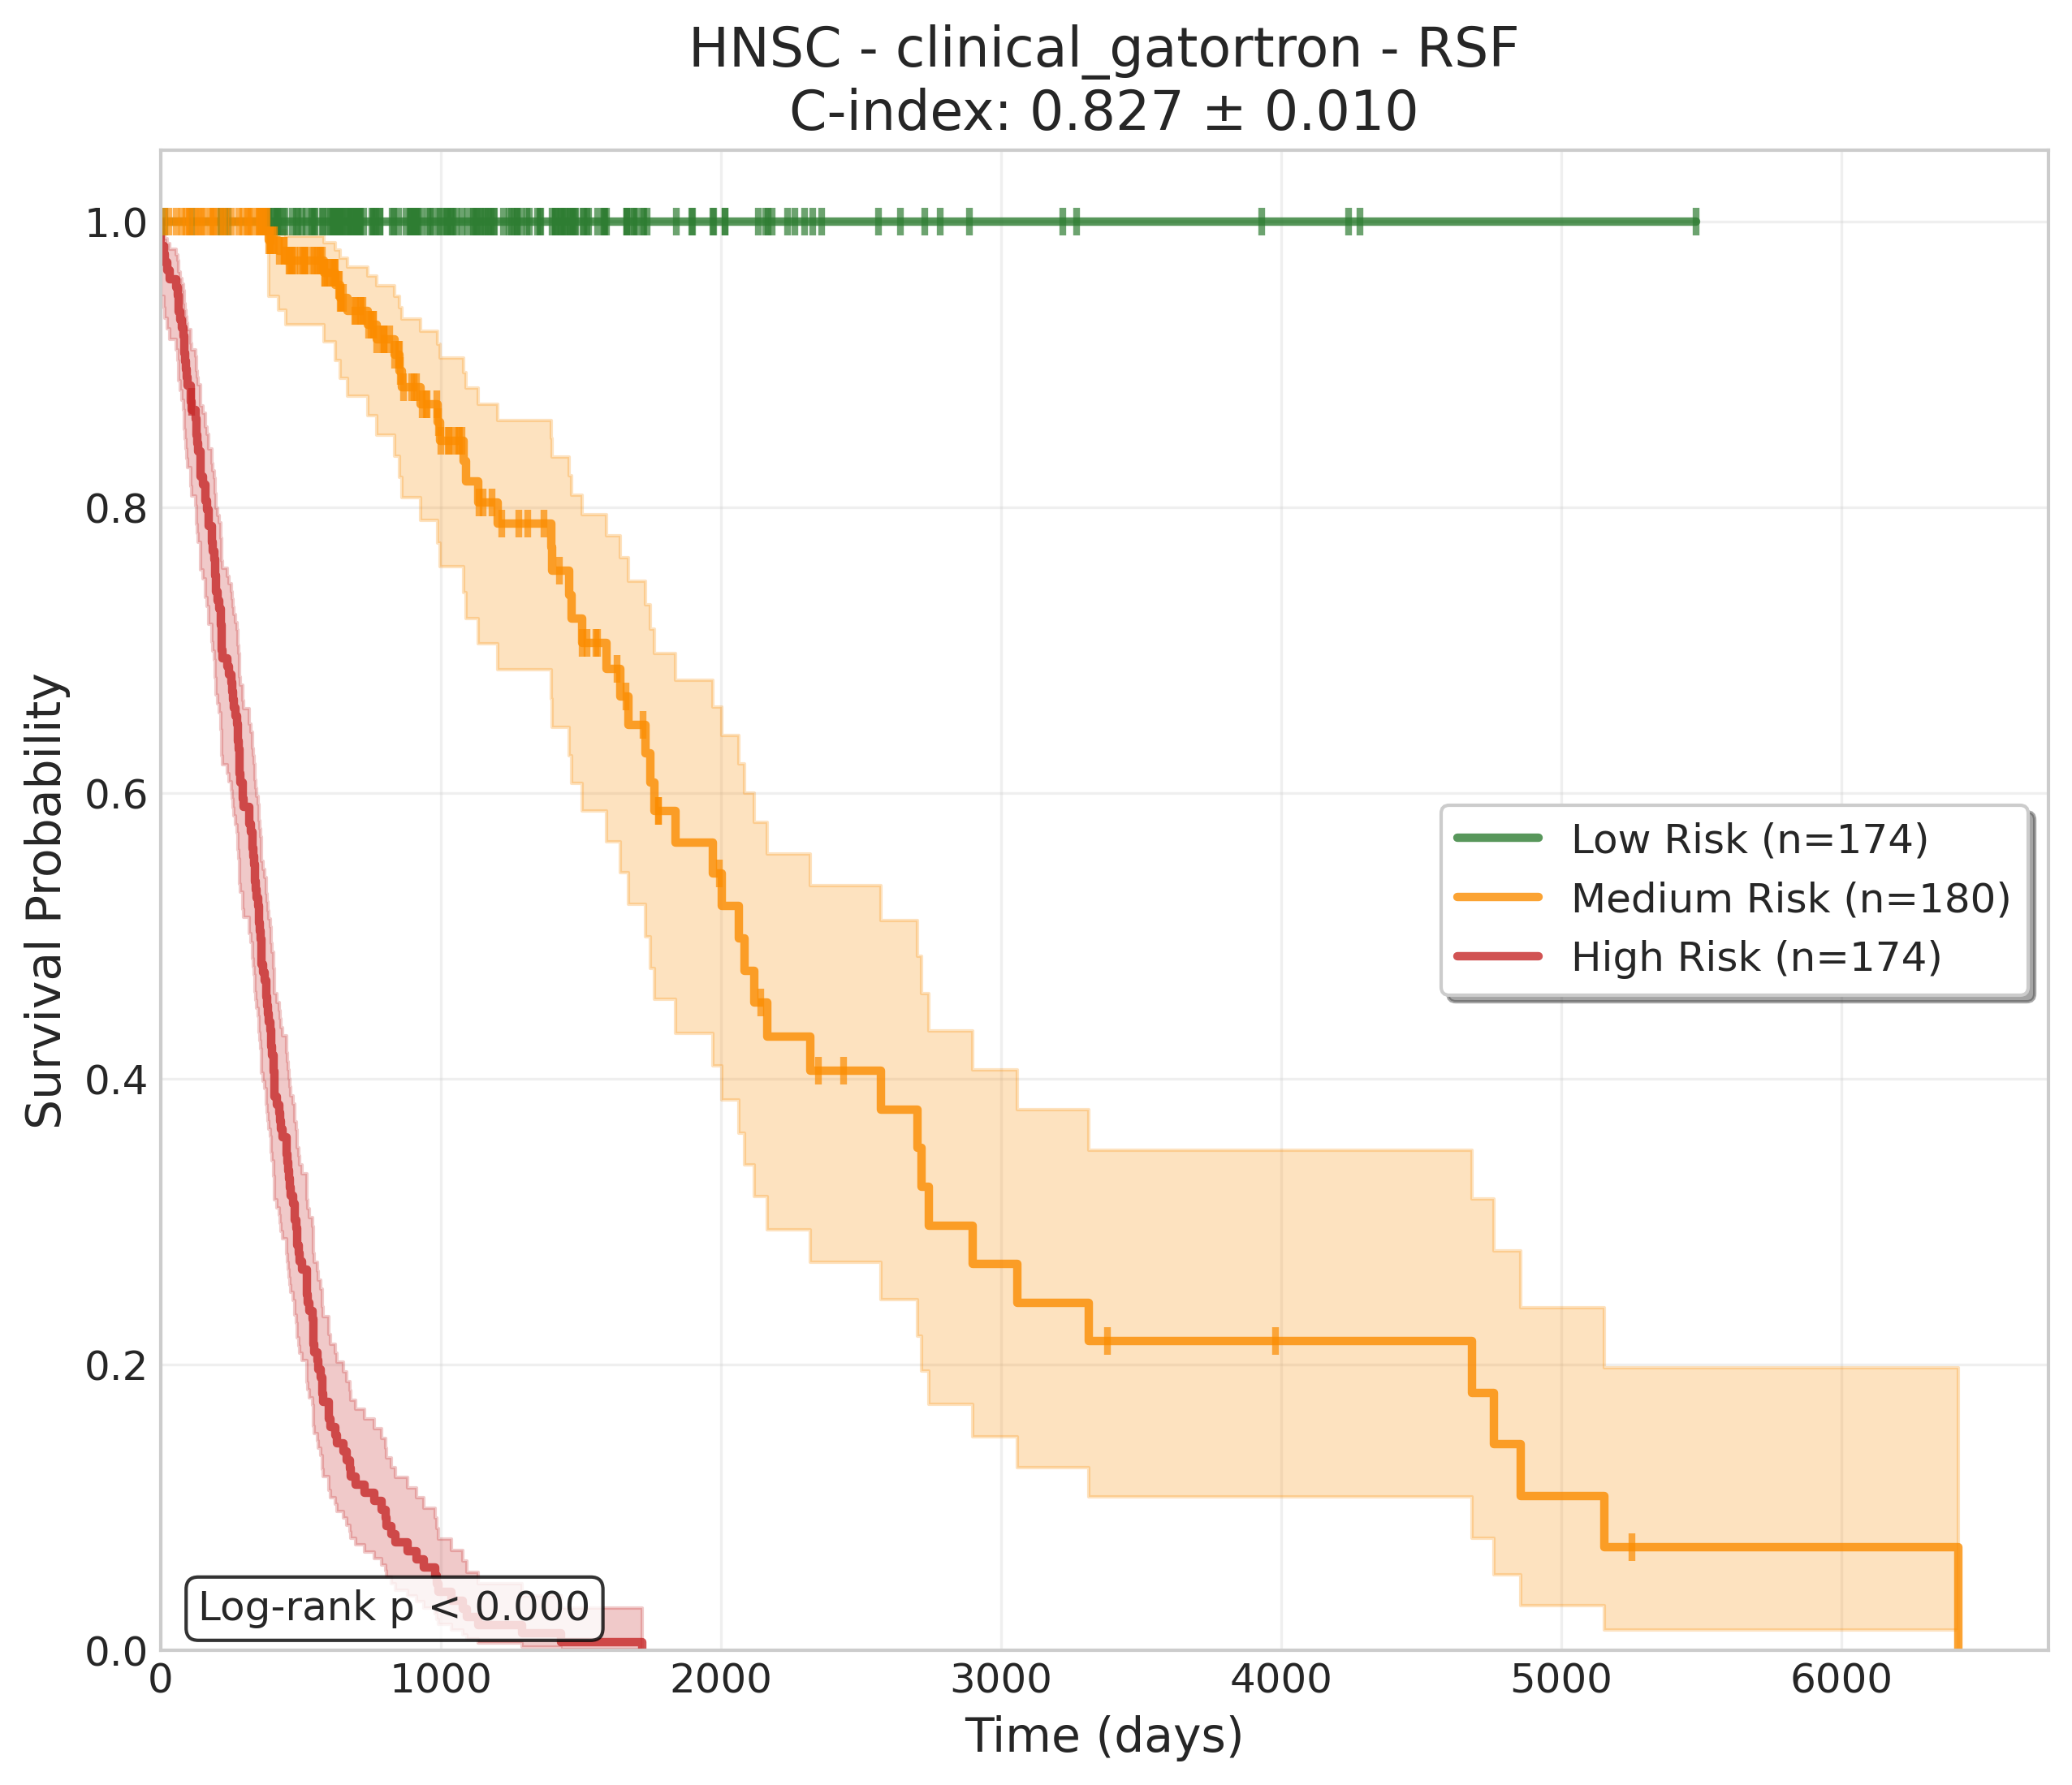 HNSC - clinical_gatortron - RSF
C-index: 0.827 ± 0.010
Survival Probability
1.0
0.8
0.6
0.4
0.2
0.0
Low Risk (n=174)
Medium Risk (n=180)
High Risk (n=174)
Log-rank p < 0.000
0 1000 2000 3000 4000 5000 6000
Time (days)